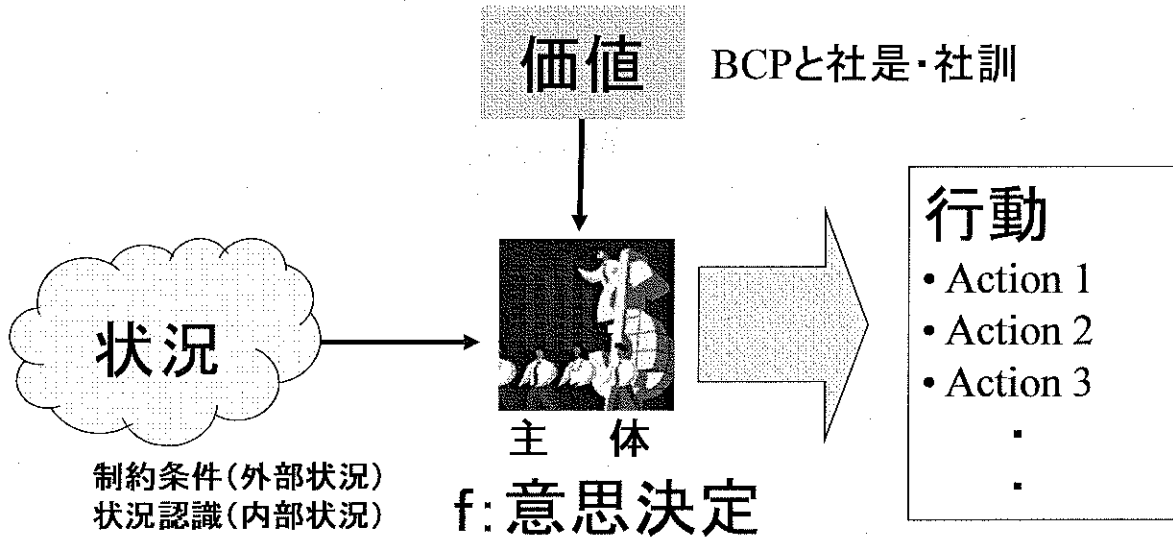 価値
BCPと社是・社訓
状況
制約条件(外部状況)
状況認識(内部状況)
主 体
f:意思決定
行動
• Action 1
• Action 2
• Action 3
・
・